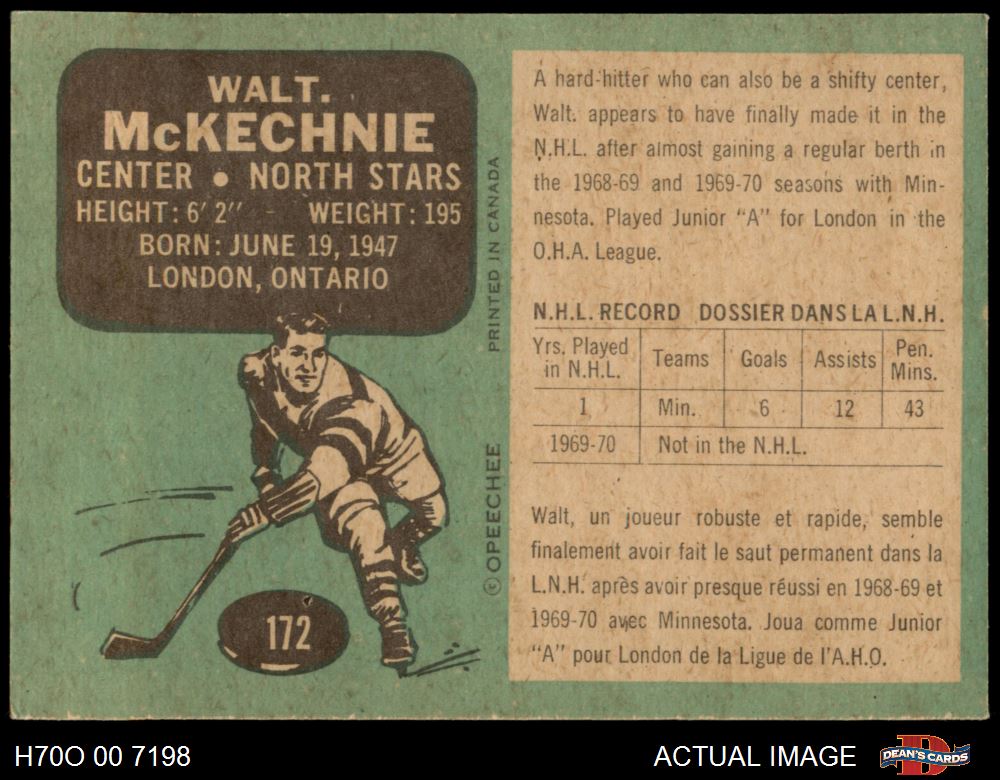 WALT.
McKECHNIE
CENTER • NORTH STARS
HEIGHT: 6' 2" - WEIGHT: 195
BORN: JUNE 19, 1947
LONDON, ONTARIO
172
PRINTED IN CANADA
© OPEECHEE
A hard-hitter who can also be a shifty center,
Walt. appears to have finally made it in the
N.H.L. after almost gaining a regular berth in
the 1968-69 and 1969-70 seasons with Min-
nesota. Played Junior "A" for London in the
O.H.A. League.
N.H.L. RECORD DOSSIER DANS LA L.N.H.
Yrs. Played in N.H.L. Teams Goals Assists Pen. Mins.
1 Min. 6 12 43
1969-70 Not in the N.H.L.
Walt, un joueur robuste et rapide, semble
finalement avoir fait le saut permanent dans la
L.N.H. après avoir presque réussi en 1968-69 et
1969-70 avec Minnesota. Joua comme Junior
"A" pour London de la Ligue de l'A.H.O.
H70O 00 7198
ACTUAL IMAGE
DEAN'S CARDS